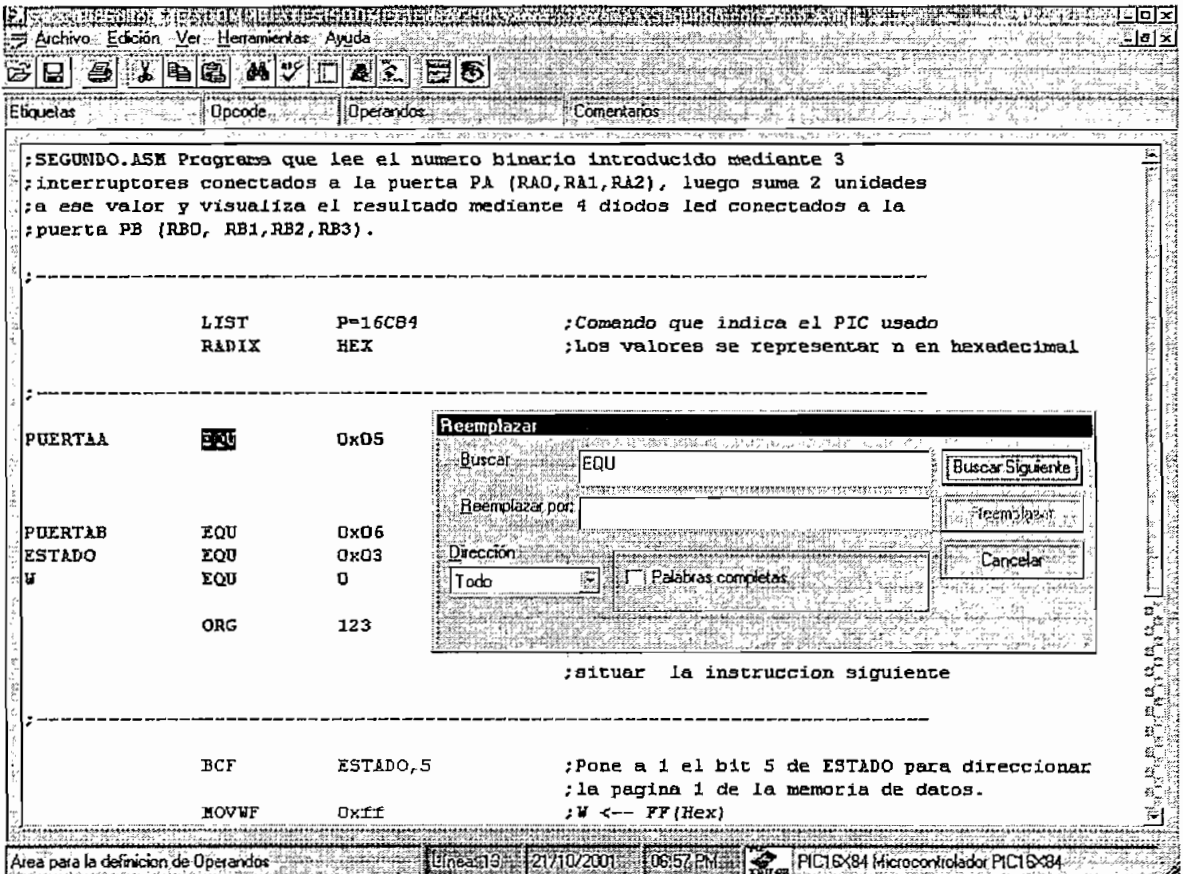 Archivo Edición Ver Herramientas Ayuda
Etiquetas Opcode Operandos Comentarios
;SEGUNDO.ASM Programa que lee el numero binario introducido mediante 3
;interruptores conectados a la puerta PA (RA0,RA1,RA2), luego suma 2 unidades
;a ese valor y visualiza el resultado mediante 4 diodos led conectados a la
;puerta PB (RB0, RB1,RB2,RB3).
;------------------------------------------------------------
LIST P=16C84 ;Comando que indica el PIC usado
RADIX HEX ;Los valores se representar n en hexadecimal
;------------------------------------------------------------
PUERTAA EQU 0x05
PUERTAB EQU 0x06
ESTADO EQU 0x03
W EQU 0
ORG 123
Reemplazar
Buscar EQU Buscar Siguiente
Reemplazar por: Reemplazar
Dirección Cancelar
Todo Palabras completas
;situar la instruccion siguiente
;------------------------------------------------------------
BCF ESTADO,5 ;Pone a 1 el bit 5 de ESTADO para direccionar
;la pagina 1 de la memoria de datos.
MOVWF 0xff ;W <-- FF(Hex)
Area para la definicion de Operandos Línea:13 21/10/2001 06:57 PM PIC16X84 Microcontrolador PIC16X84